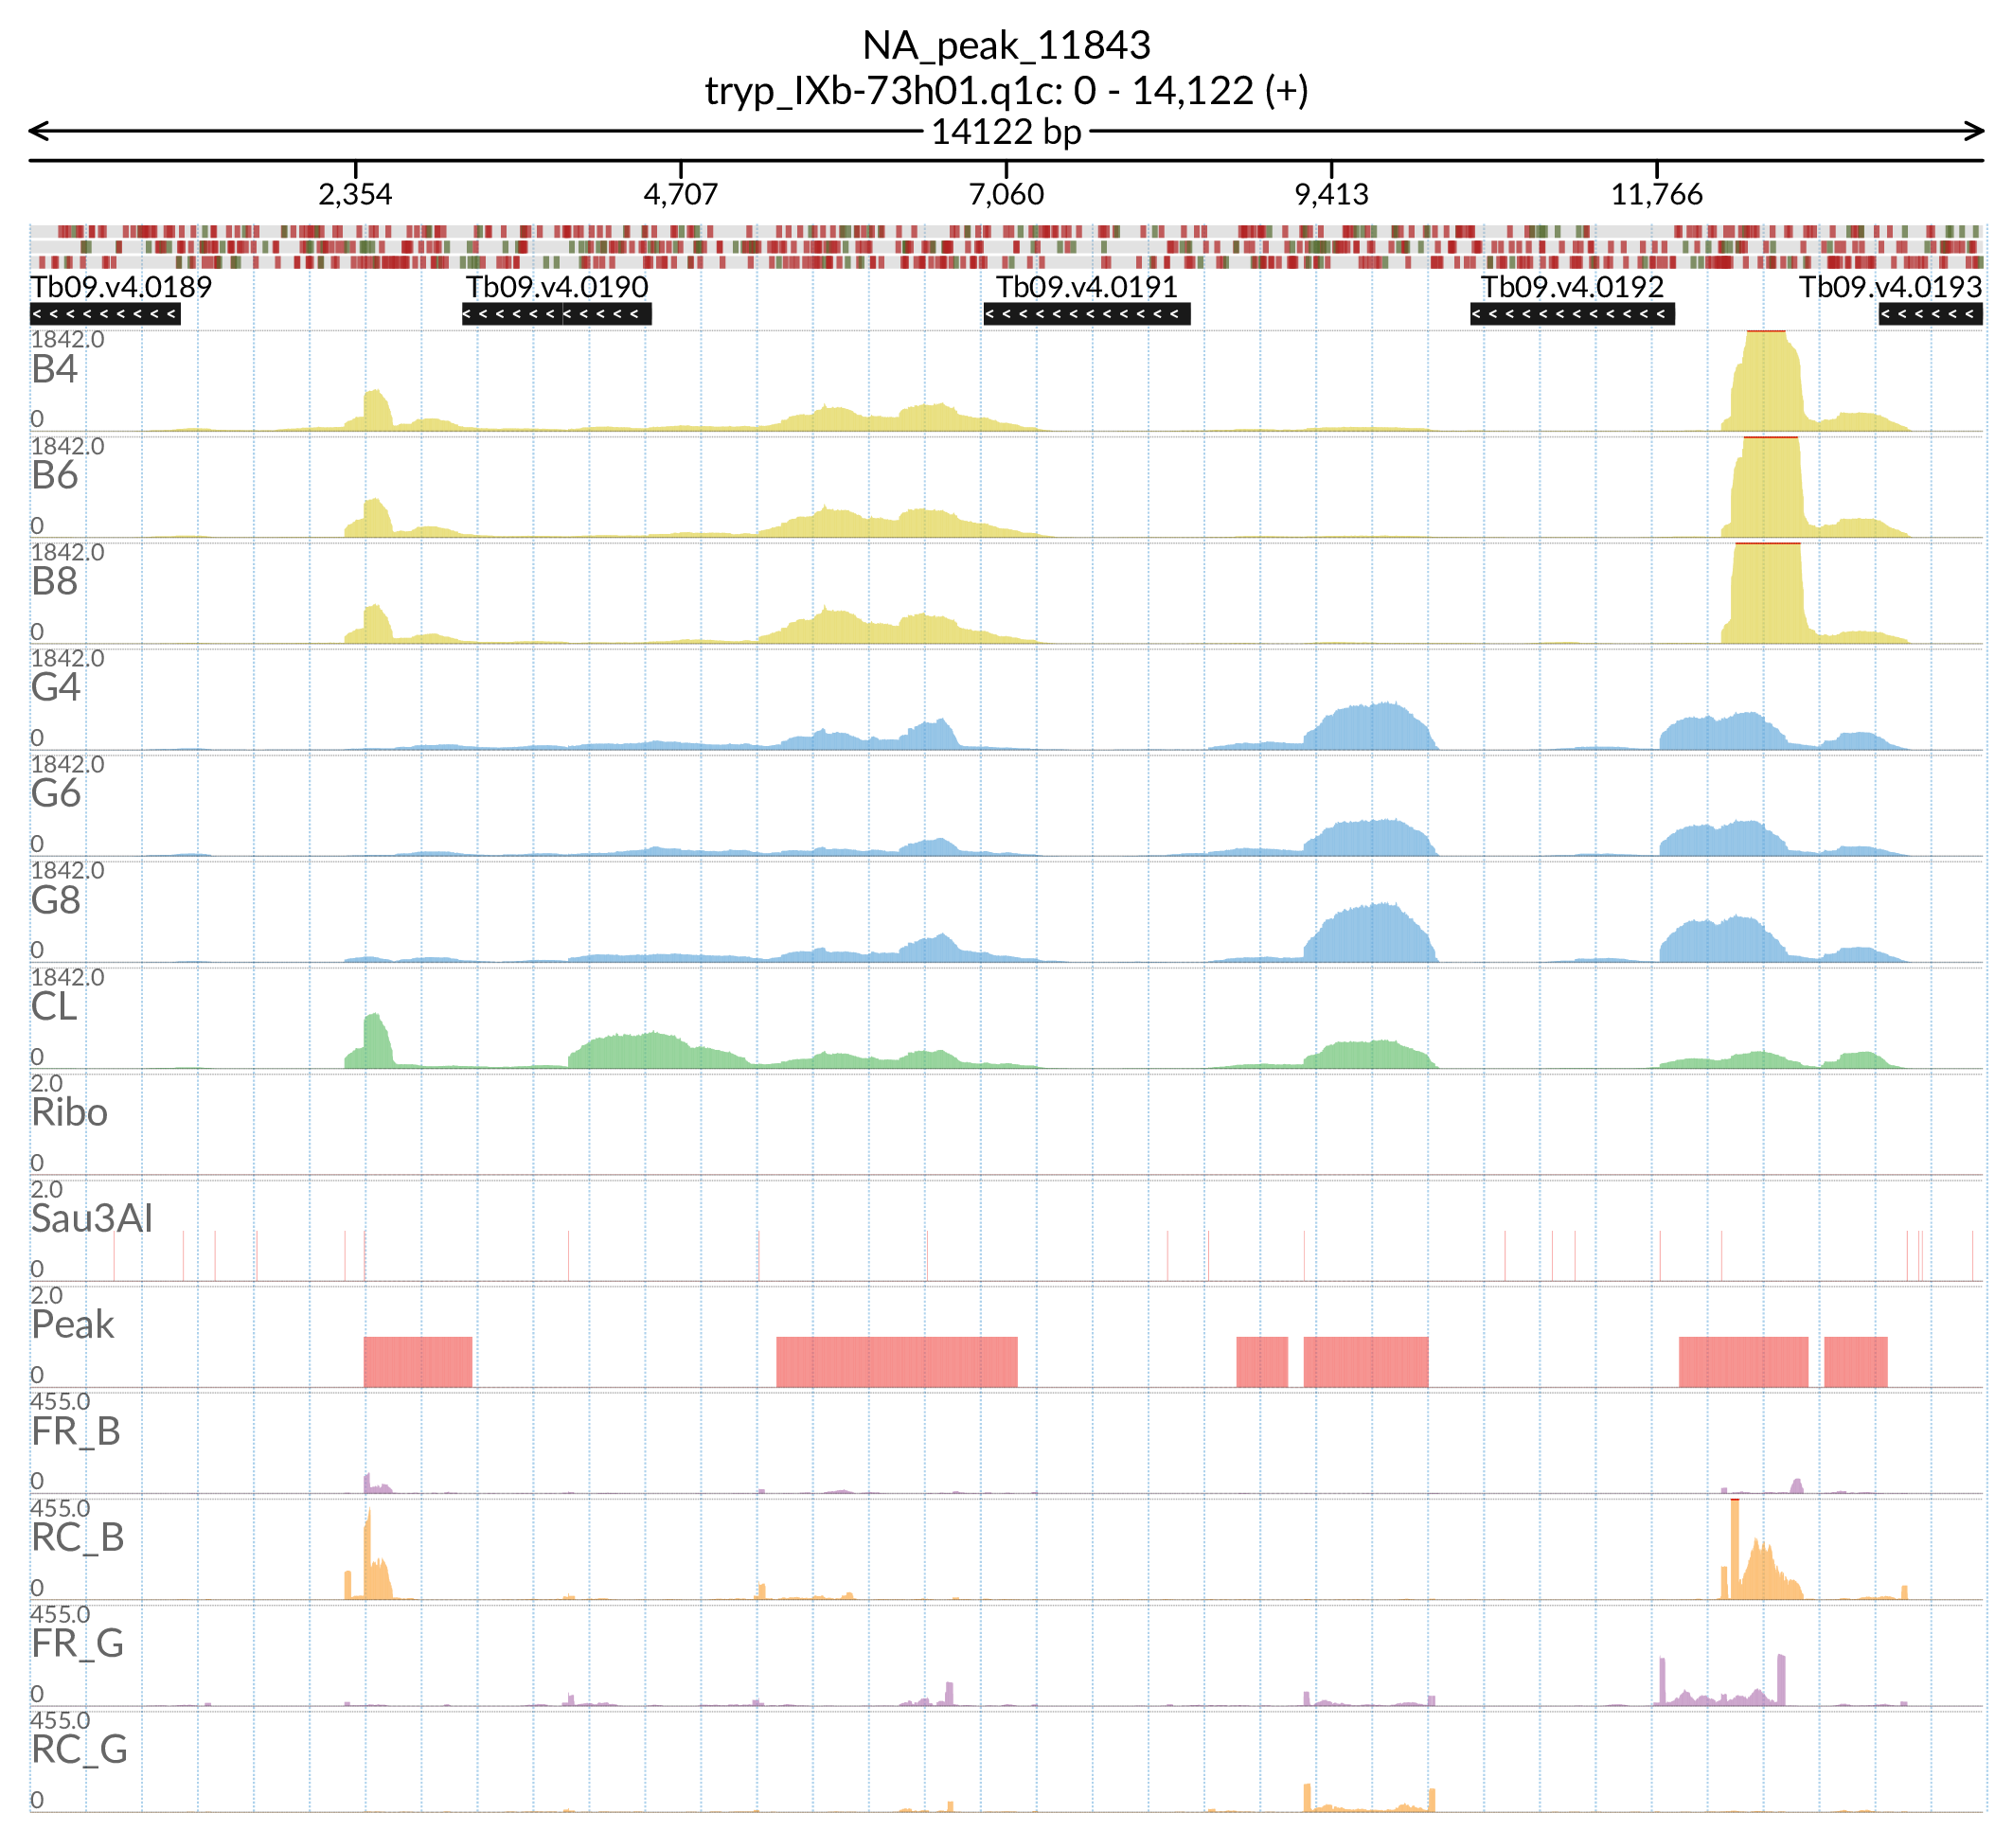 NA_peak_11843
tryp_IXb-73h01.q1c: 0 - 14,122 (+)
14122 bp
2,354 4,707 7,060 9,413 11,766
Tb09.v4.0189 Tb09.v4.0190 Tb09.v4.0191 Tb09.v4.0192 Tb09.v4.0193
1842.0
B4
0
1842.0
B6
0
1842.0
B8
0
1842.0
G4
0
1842.0
G6
0
1842.0
G8
0
1842.0
CL
0
2.0
Ribo
0
2.0
Sau3AI
0
2.0
Peak
0
455.0
FR_B
0
455.0
RC_B
0
455.0
FR_G
0
455.0
RC_G
0